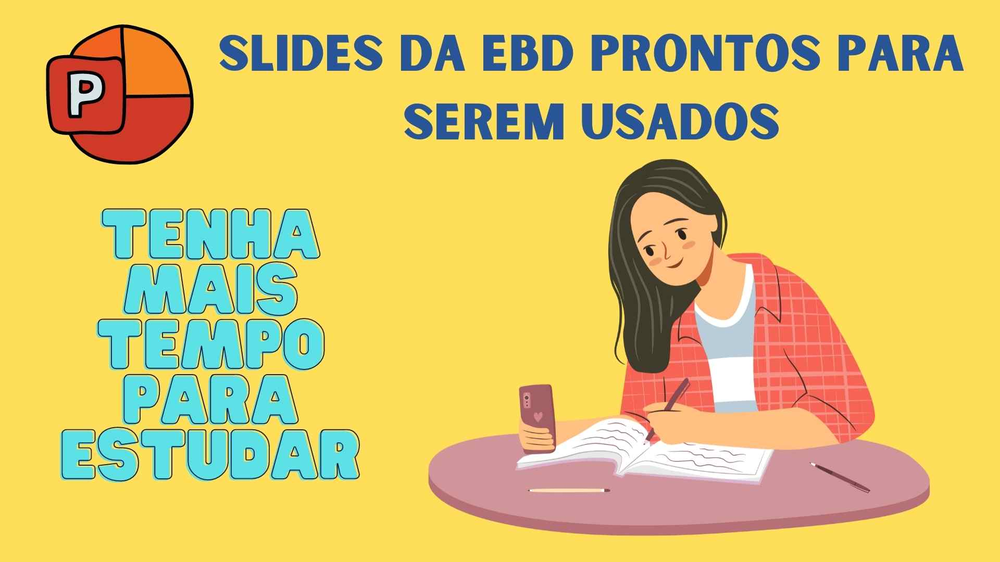 P
SLIDES DA EBD PRONTOS PARA
SEREM USADOS
TENHA
MAIS
TEMPO
PARA
ESTUDAR